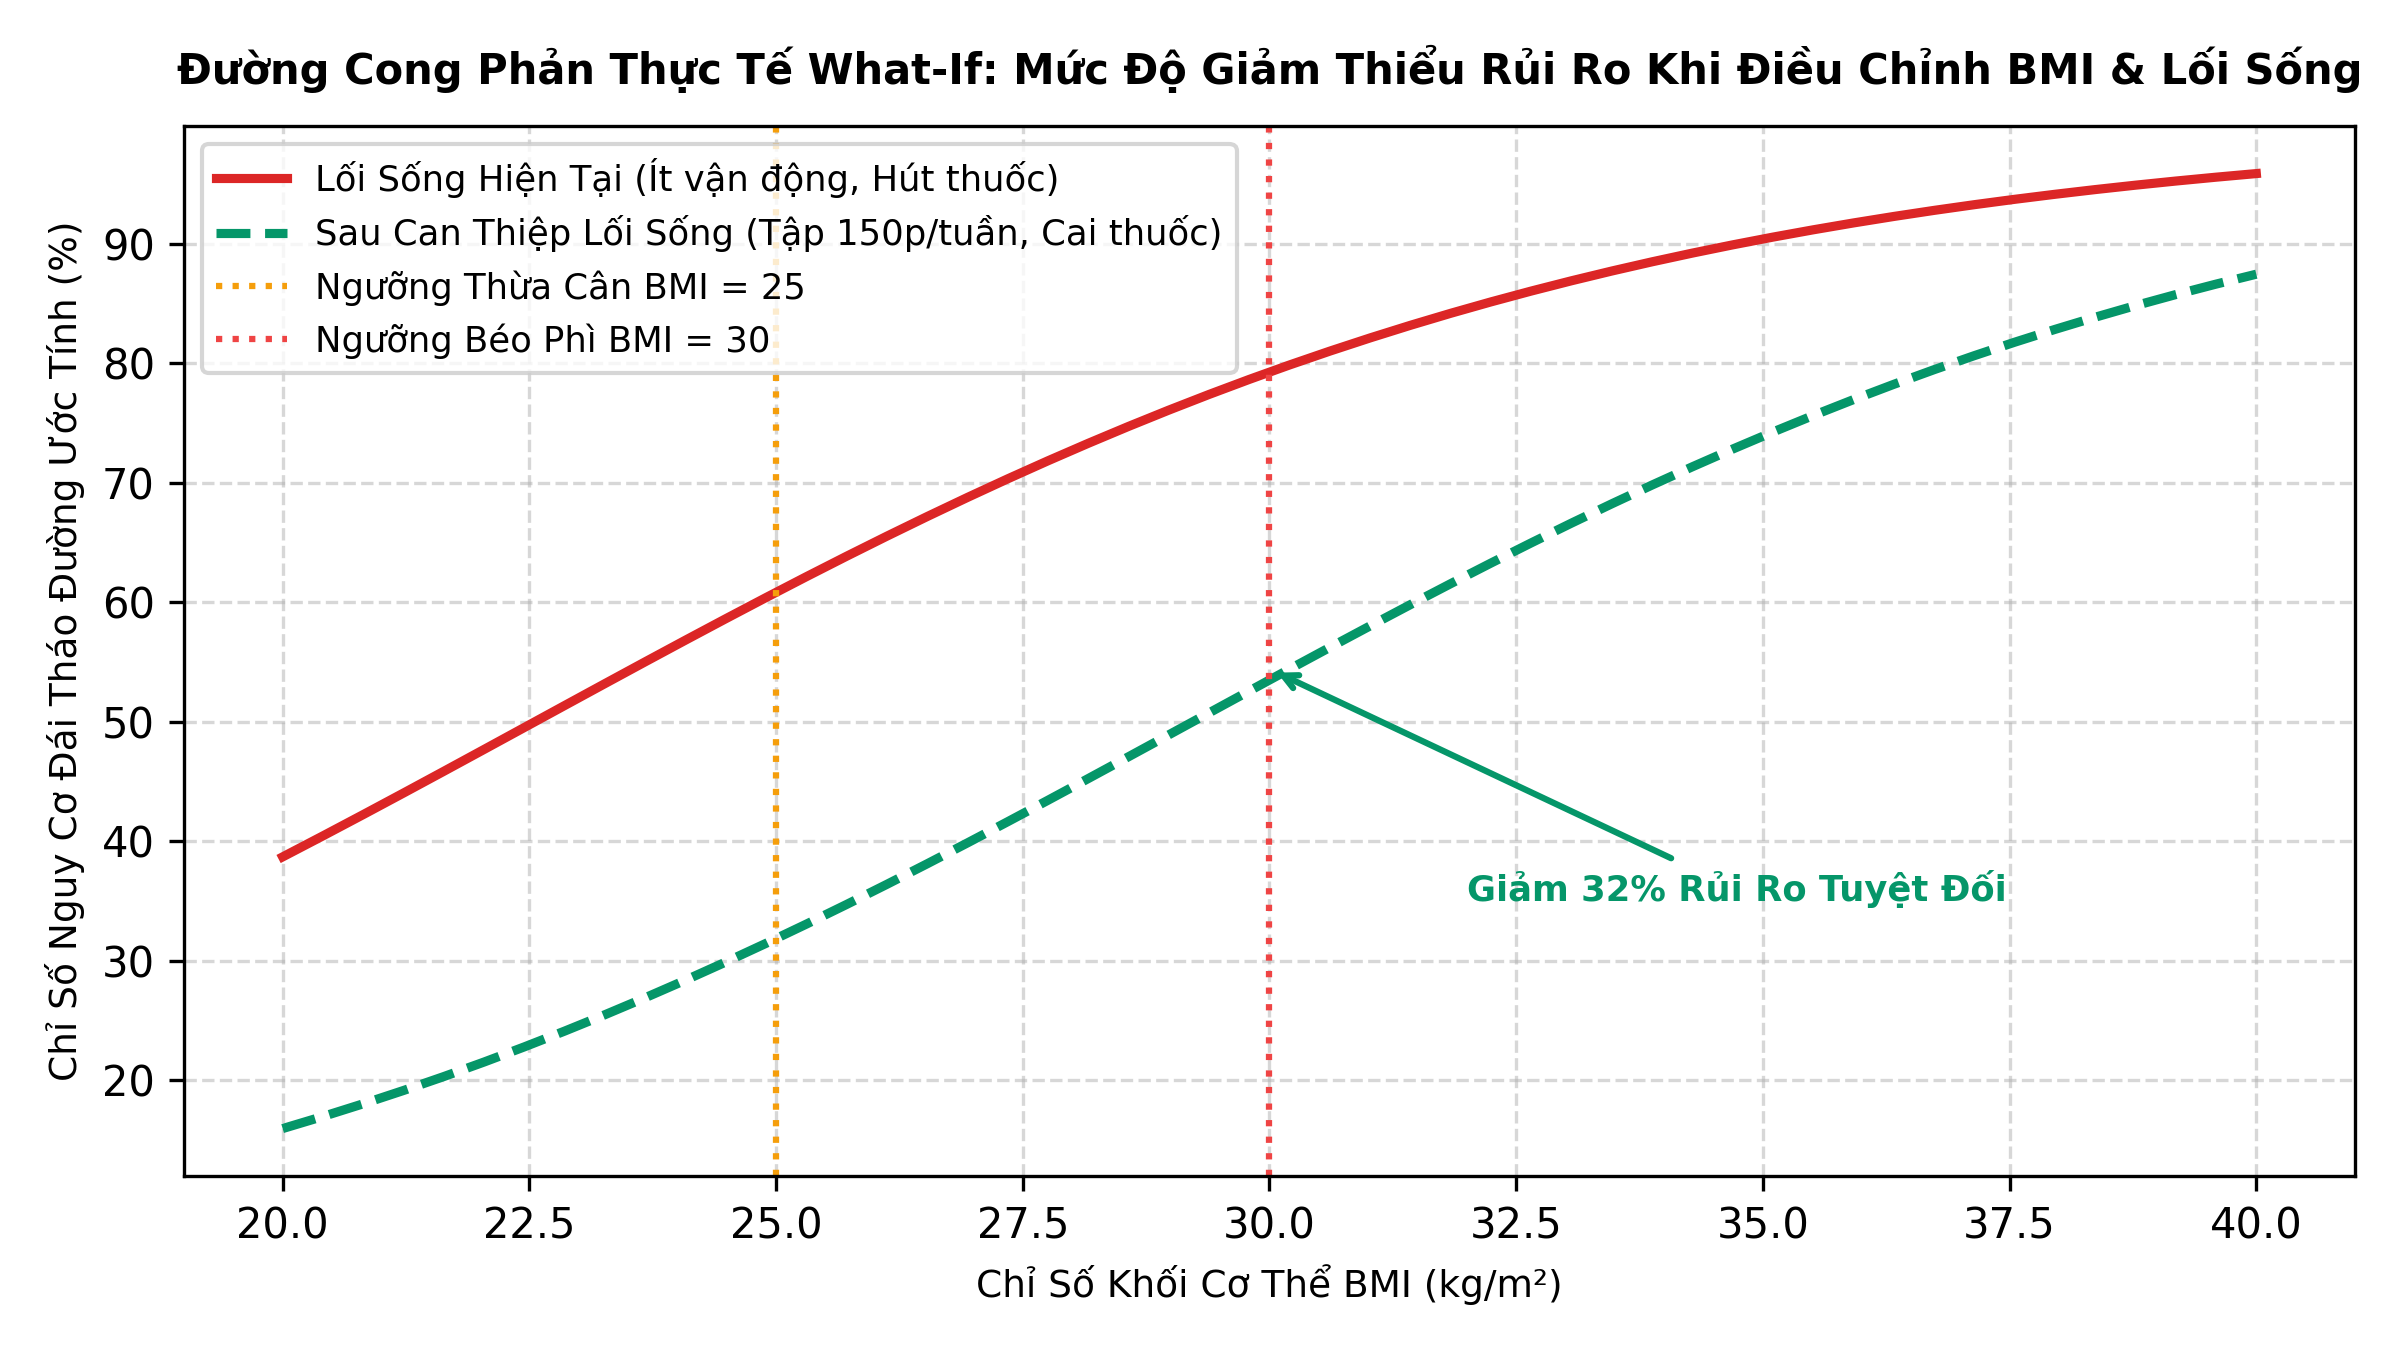 Đường Cong Phản Thực Tế What-If: Mức Độ Giảm Thiểu Rủi Ro Khi Điều Chỉnh BMI & Lối Sống
Lối Sống Hiện Tại (Ít vận động, Hút thuốc)
Sau Can Thiệp Lối Sống (Tập 150p/tuần, Cai thuốc)
Ngưỡng Thừa Cân BMI = 25
Ngưỡng Béo Phì BMI = 30
Chỉ Số Nguy Cơ Đái Tháo Đường Ước Tính (%)
90
80
70
60
50
40
30
20
Giảm 32% Rủi Ro Tuyệt Đối
20.0 22.5 25.0 27.5 30.0 32.5 35.0 37.5 40.0
Chỉ Số Khối Cơ Thể BMI (kg/m²)